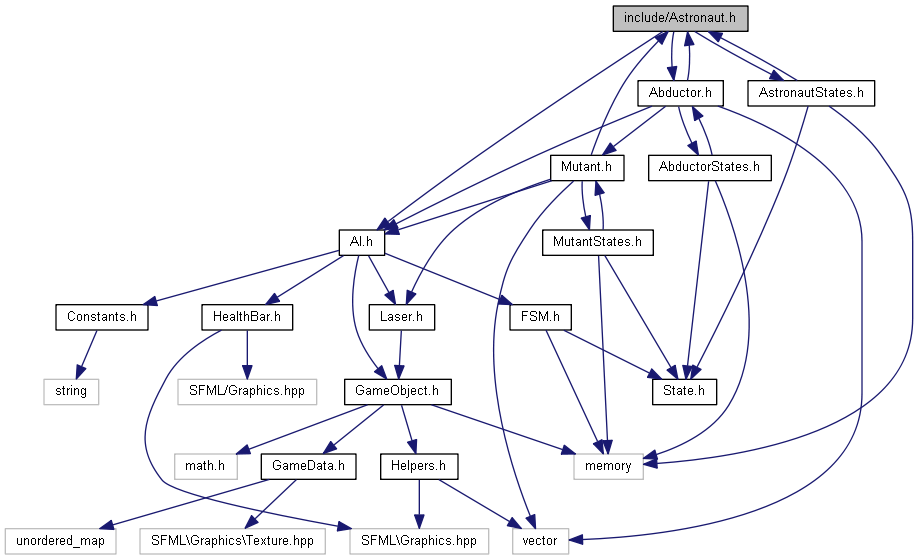 include/Astronaut.h
Abductor.h
AstronautStates.h
Mutant.h
AbductorStates.h
AI.h
MutantStates.h
Constants.h
HealthBar.h
Laser.h
FSM.h
string
SFML/Graphics.hpp
GameObject.h
State.h
math.h
GameData.h
Helpers.h
memory
unordered_map
SFML\Graphics\Texture.hpp
SFML\Graphics.hpp
vector